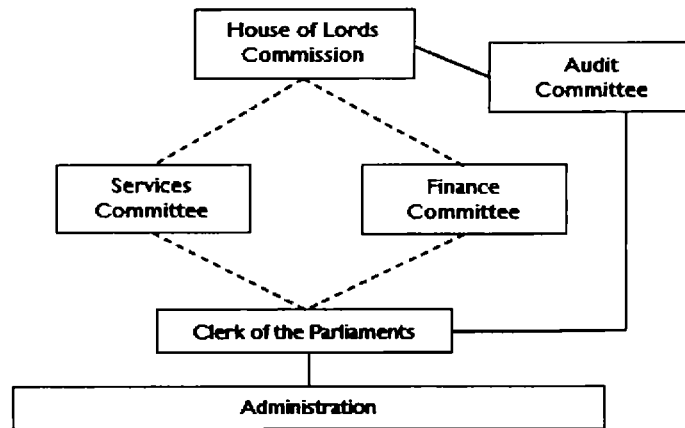 House of Lords
Commission
Audit
Committee
Services
Committee
Finance
Committee
Clerk of the Parliaments
Administration